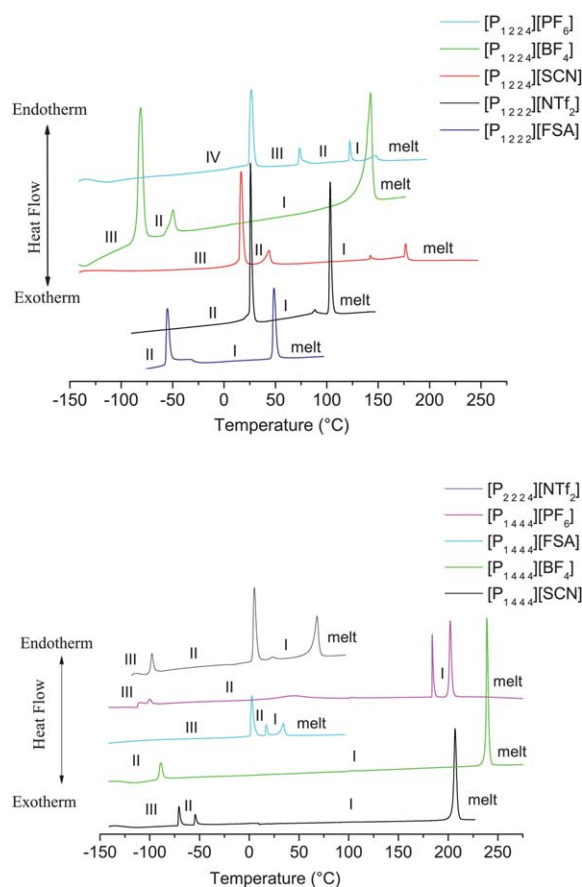 [P1224][PF6]
[P1224][BF4]
[P1224][SCN]
[P1222][NTf2]
[P1222][FSA]
Endotherm
Heat Flow
Exotherm
IV III II I melt
III II I melt
III II I melt
II I melt
II I melt
-150 -100 -50 0 50 100 150 200 250
Temperature (°C)
[P2224][NTf2]
[P1444][PF6]
[P1444][FSA]
[P1444][BF4]
[P1444][SCN]
Endotherm
Heat Flow
Exotherm
III II I melt
III II I melt
III II I melt
II I melt
III II I melt
-150 -100 -50 0 50 100 150 200 250
Temperature (°C)